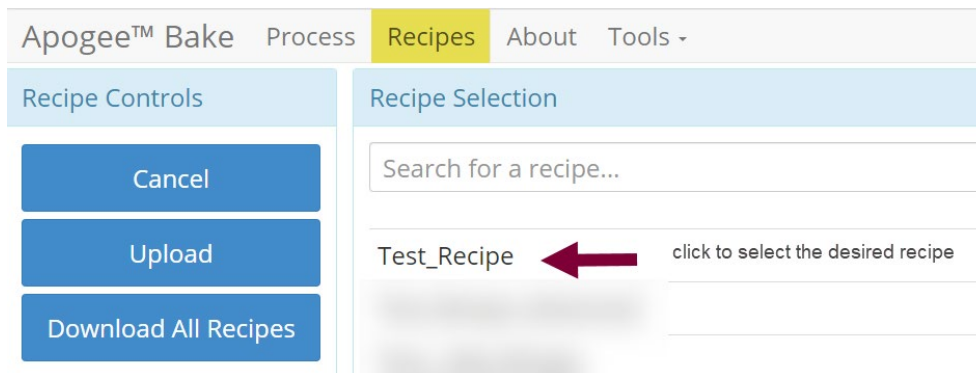 Apogee™ Bake Process Recipes About Tools
Recipe Controls
Recipe Selection
Cancel
Upload
Download All Recipes
Search for a recipe...
Test_Recipe click to select the desired recipe